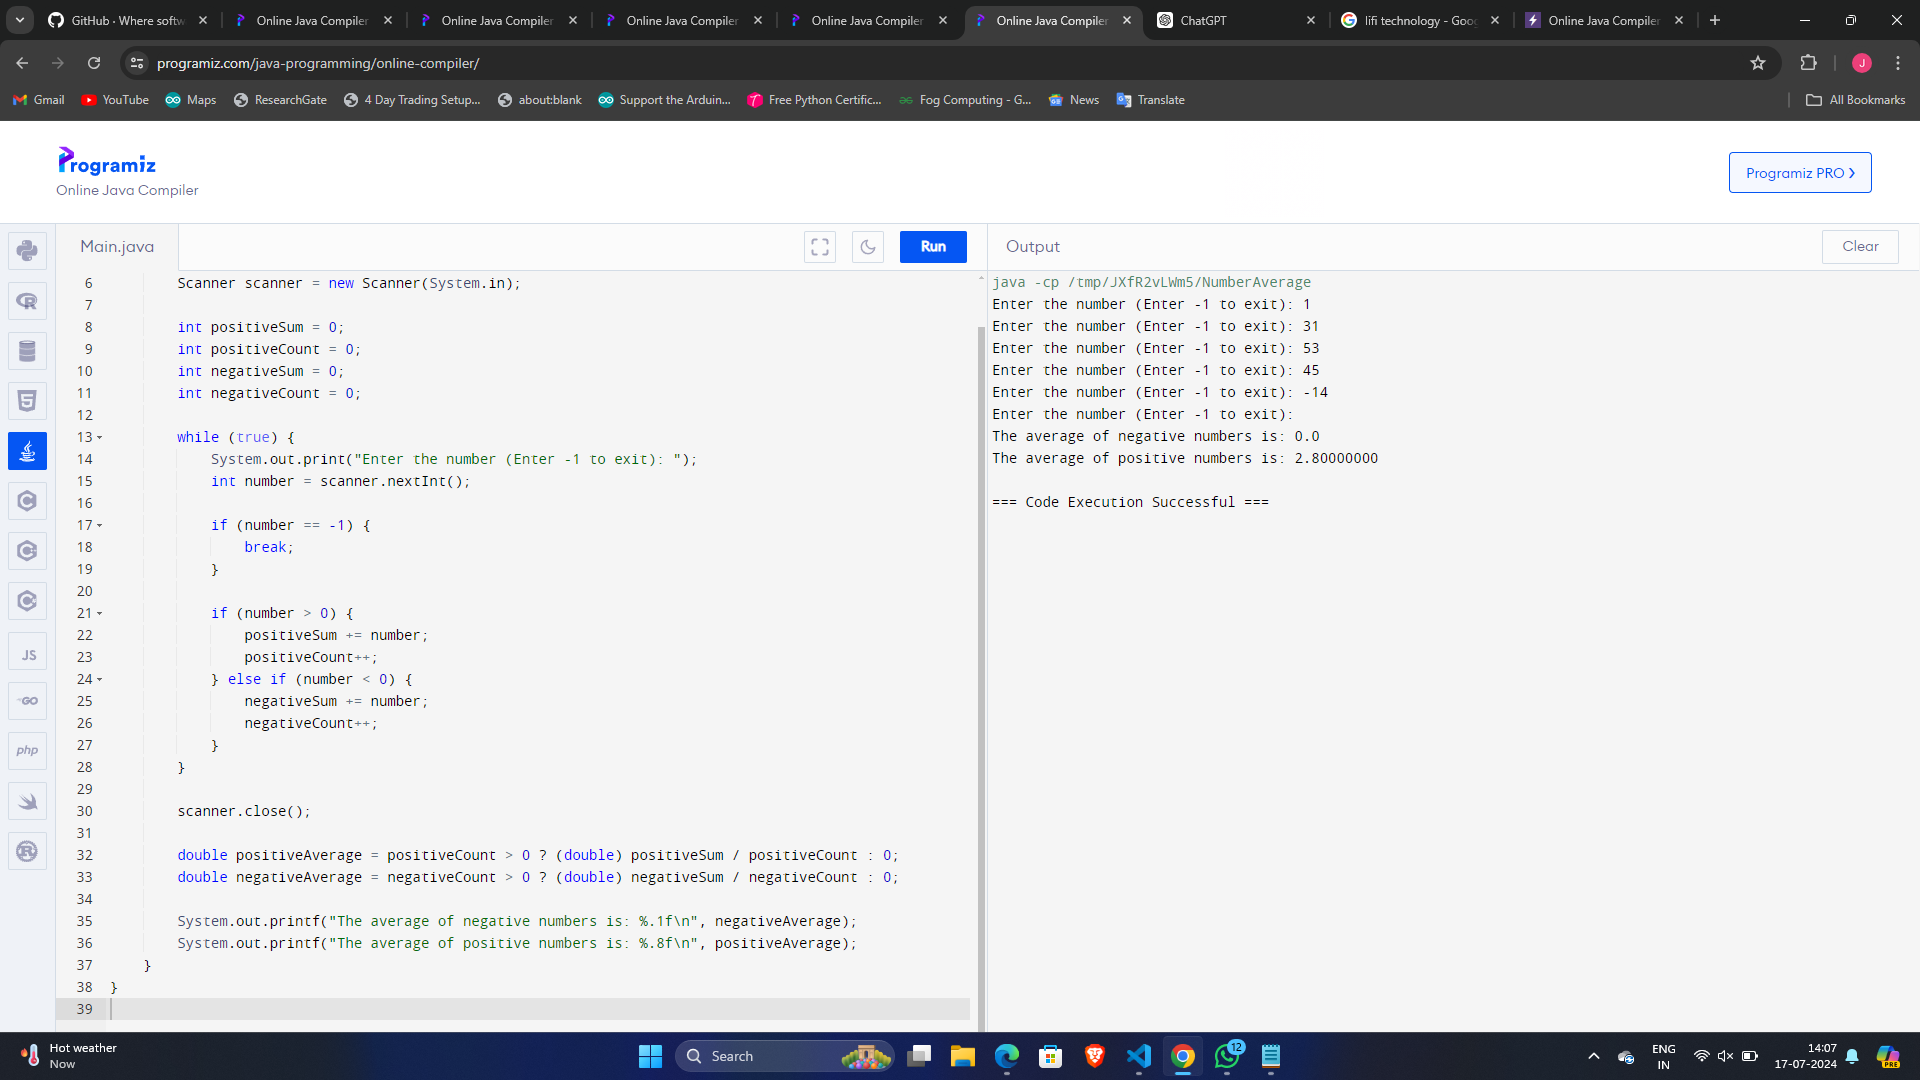 GitHub · Where softw
Online Java Compiler
Online Java Compiler
Online Java Compiler
Online Java Compiler
Online Java Compiler
ChatGPT
lifi technology - Goog
Online Java Compiler
programiz.com/java-programming/online-compiler/
J
Gmail
YouTube
Maps
ResearchGate
4 Day Trading Setup...
about:blank
Support the Arduin...
Free Python Certific...
Fog Computing - G...
News
Translate
All Bookmarks
Programiz
Online Java Compiler
Programiz PRO ❯
Main.java
Run
Output
Clear
6 Scanner scanner = new Scanner(System.in);
7
8 int positiveSum = 0;
9 int positiveCount = 0;
10 int negativeSum = 0;
11 int negativeCount = 0;
12
13 while (true) {
14 System.out.print("Enter the number (Enter -1 to exit): ");
15 int number = scanner.nextInt();
16
17 if (number == -1) {
18 break;
19 }
20
21 if (number > 0) {
22 positiveSum += number;
23 positiveCount++;
24 } else if (number < 0) {
25 negativeSum += number;
26 negativeCount++;
27 }
28 }
29
30 scanner.close();
31
32 double positiveAverage = positiveCount > 0 ? (double) positiveSum / positiveCount : 0;
33 double negativeAverage = negativeCount > 0 ? (double) negativeSum / negativeCount : 0;
34
35 System.out.printf("The average of negative numbers is: %.1f\n", negativeAverage);
36 System.out.printf("The average of positive numbers is: %.8f\n", positiveAverage);
37 }
38 }
39
java -cp /tmp/JXfR2vLWm5/NumberAverage
Enter the number (Enter -1 to exit): 1
Enter the number (Enter -1 to exit): 31
Enter the number (Enter -1 to exit): 53
Enter the number (Enter -1 to exit): 45
Enter the number (Enter -1 to exit): -14
Enter the number (Enter -1 to exit):
The average of negative numbers is: 0.0
The average of positive numbers is: 2.80000000
=== Code Execution Successful ===
JS
GO
php
Hot weather
Now
Search
12
ENG
IN
14:07
17-07-2024
PRE